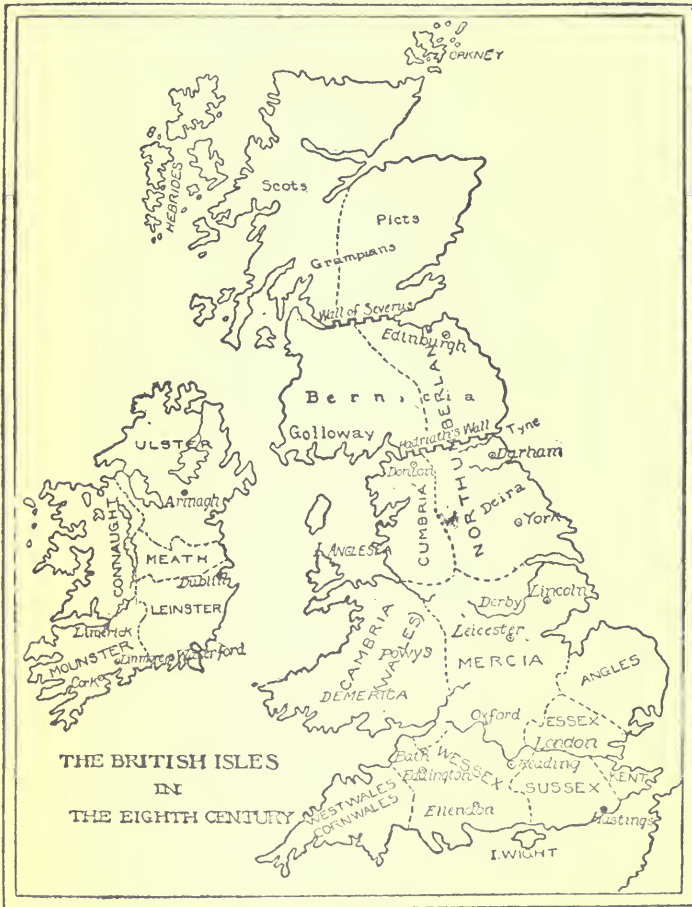 ORKNEY
HEBRIDES
Scots
Picts
Grampians
Wall of Severus
Edinburgh
Bernicia
Golloway
NORTHUMBERLAND
Hadrian's Wall
Tyne
Durham
ULSTER
Armagh
CONNAUGHT
MEATH
Dublin
LEINSTER
Limerick
MOUNSTER
Waterford
Cork
CUMBRIA
Deira
York
ANGLESEA
Derby
Lincoln
Leicester
CAMBRIA
(WALES)
Powys
MERCIA
DEMERICA
ANGLES
Oxford
ESSEX
London
Bath
WESSEX
Reading
KENT
Eddington
SUSSEX
WEST WALES
CORNWALES
Ellendon
Hastings
I. WIGHT
THE BRITISH ISLES
IN
THE EIGHTH CENTURY